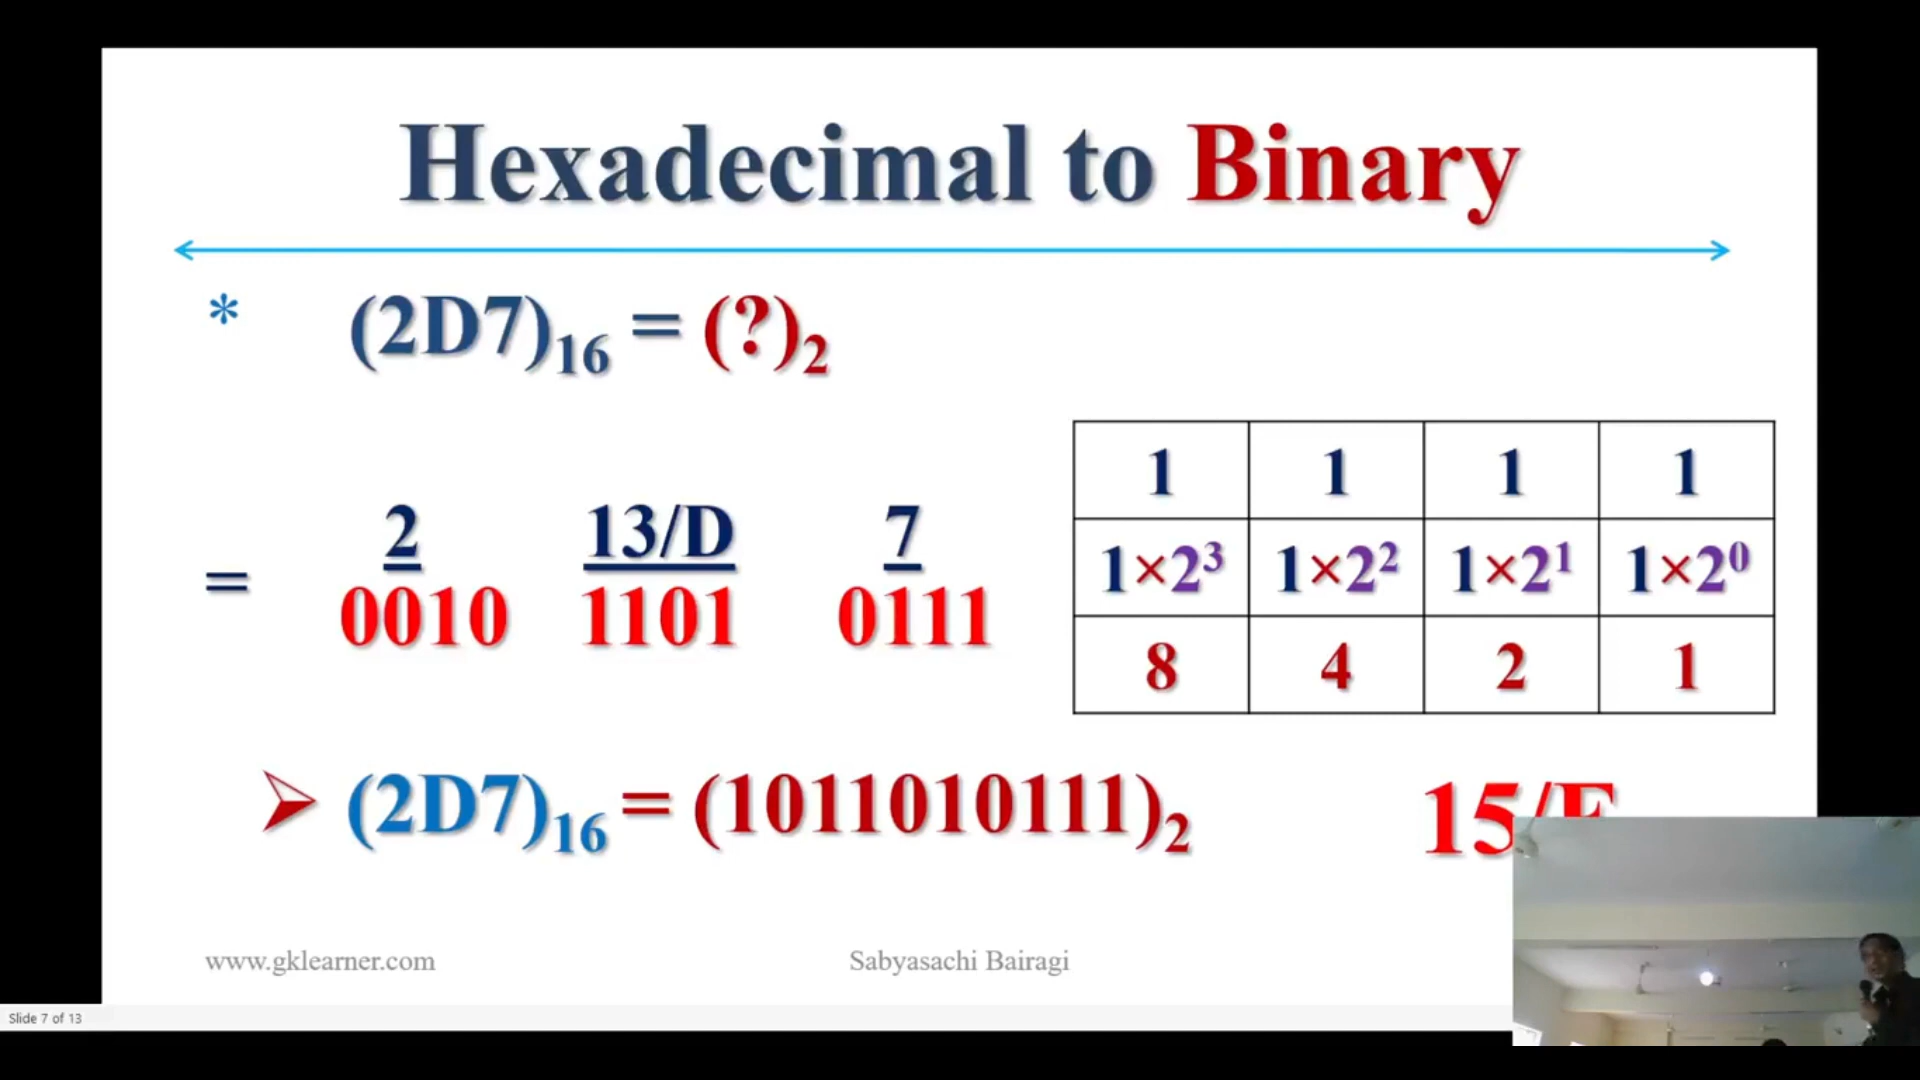 Hexadecimal to Binary
* (2D7)₁₆ = (?)₂
1 1 1 1
1×2³ 1×2² 1×2¹ 1×2⁰
8 4 2 1
2 13/D 7
=
0010 1101 0111
➢ (2D7)₁₆ = (1011010111)₂
15/F
www.gklearner.com
Sabyasachi Bairagi
Slide 7 of 13